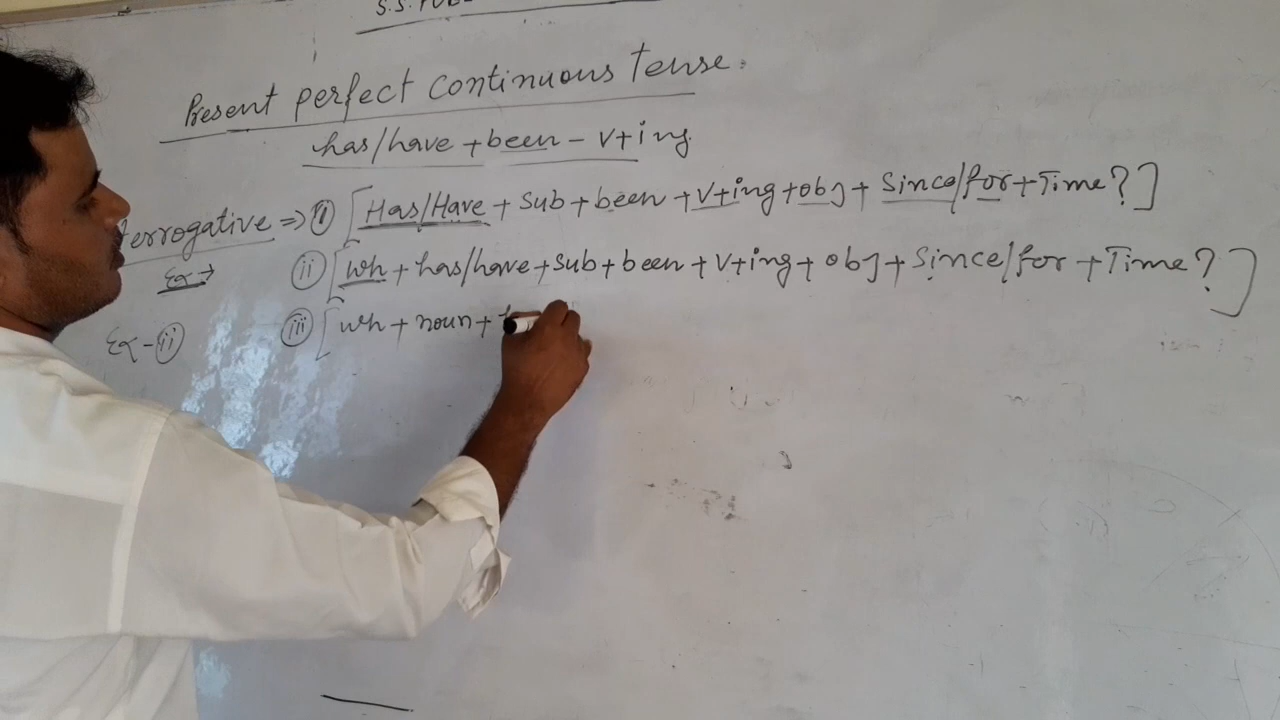 S.S.
Present perfect continuous tense.
has/have + been - V+ing
terrogative => (i) [Has/Have + Sub + been + V+ing + obj + Since/for + Time?]
Ex → (ii) [wh + has/have + Sub + been + V+ing + obj + Since/for + Time?]
Ex - (ii) (iii) [wh + noun +